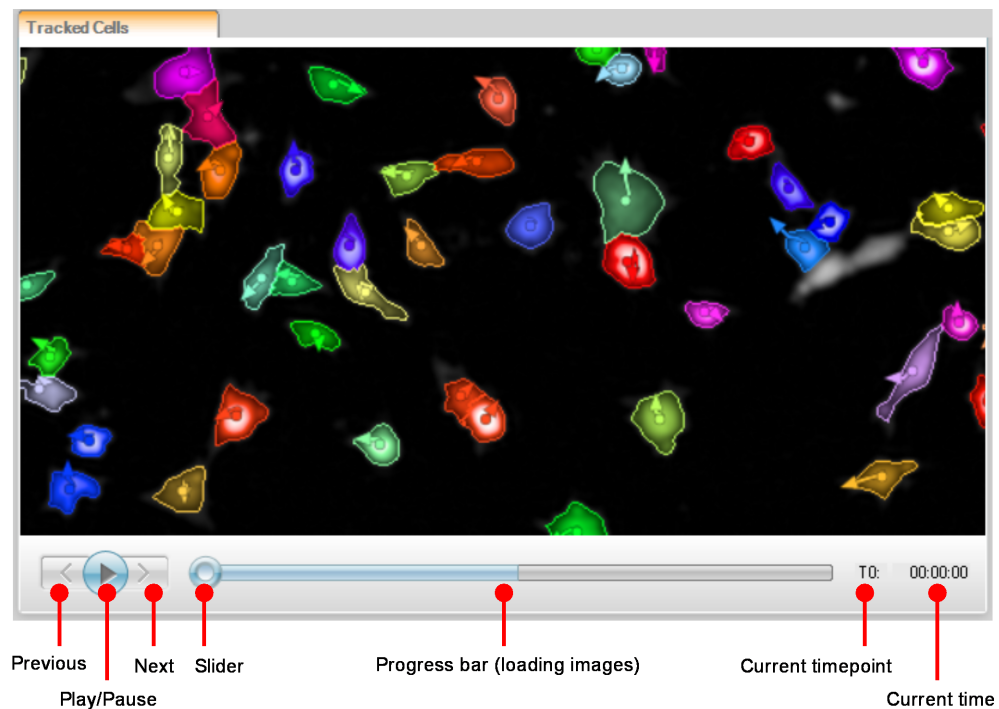 Tracked Cells
T0: 00:00:00
Previous
Next
Slider
Progress bar (loading images)
Current timepoint
Play/Pause
Current time